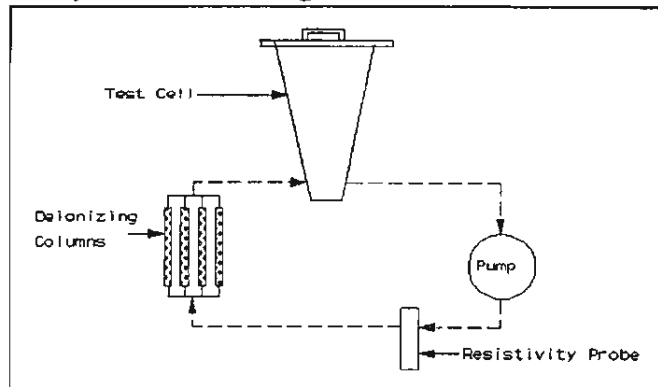 Test Cell
Deionizing
Columns
Pump
Resistivity Probe